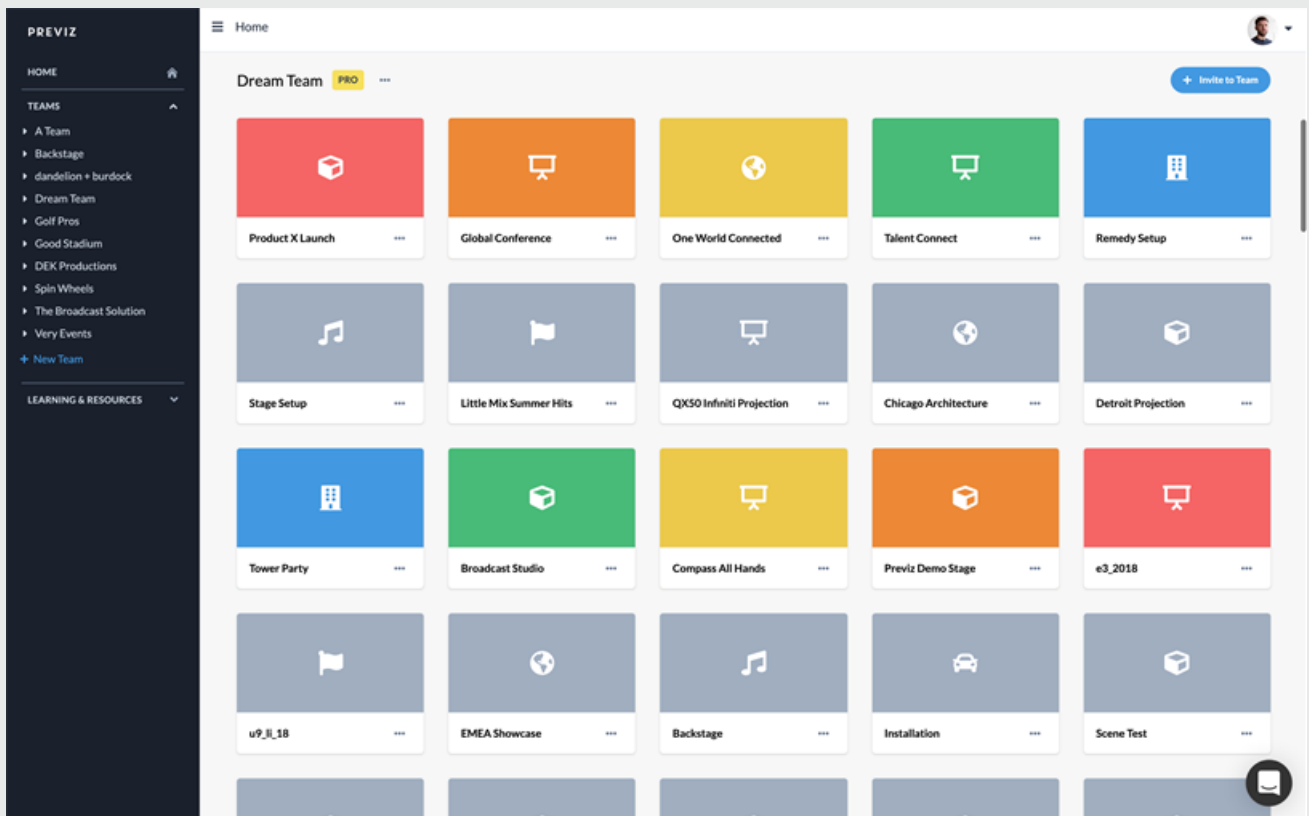 PREVIZ
Home
HOME
TEAMS
A Team
Backstage
dandelion + burdock
Dream Team
Golf Pros
Good Stadium
DEK Productions
Spin Wheels
The Broadcast Solution
Very Events
+ New Team
LEARNING & RESOURCES
Dream Team PRO ...
+ Invite to Team
Product X Launch ...
Global Conference ...
One World Connected ...
Talent Connect ...
Remedy Setup ...
Stage Setup ...
Little Mix Summer Hits ...
QX50 Infiniti Projection ...
Chicago Architecture ...
Detroit Projection ...
Tower Party ...
Broadcast Studio ...
Compass All Hands ...
Previz Demo Stage ...
e3_2018 ...
u9_li_18 ...
EMEA Showcase ...
Backstage ...
Installation ...
Scene Test ...